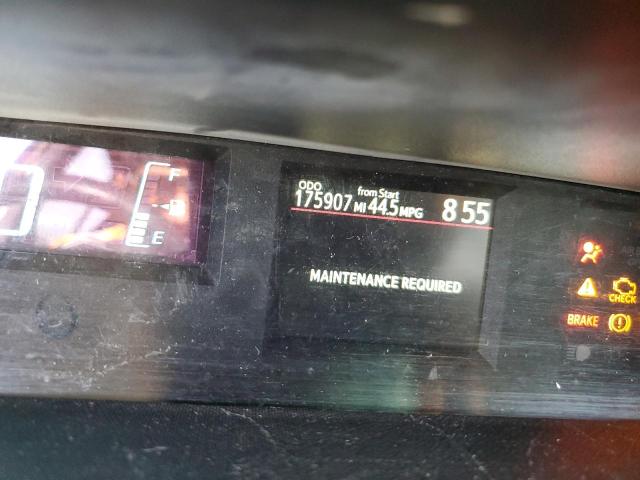 F
E
ODO from Start
175907 MI 44.5 MPG 8 55
MAINTENANCE REQUIRED
CHECK
BRAKE